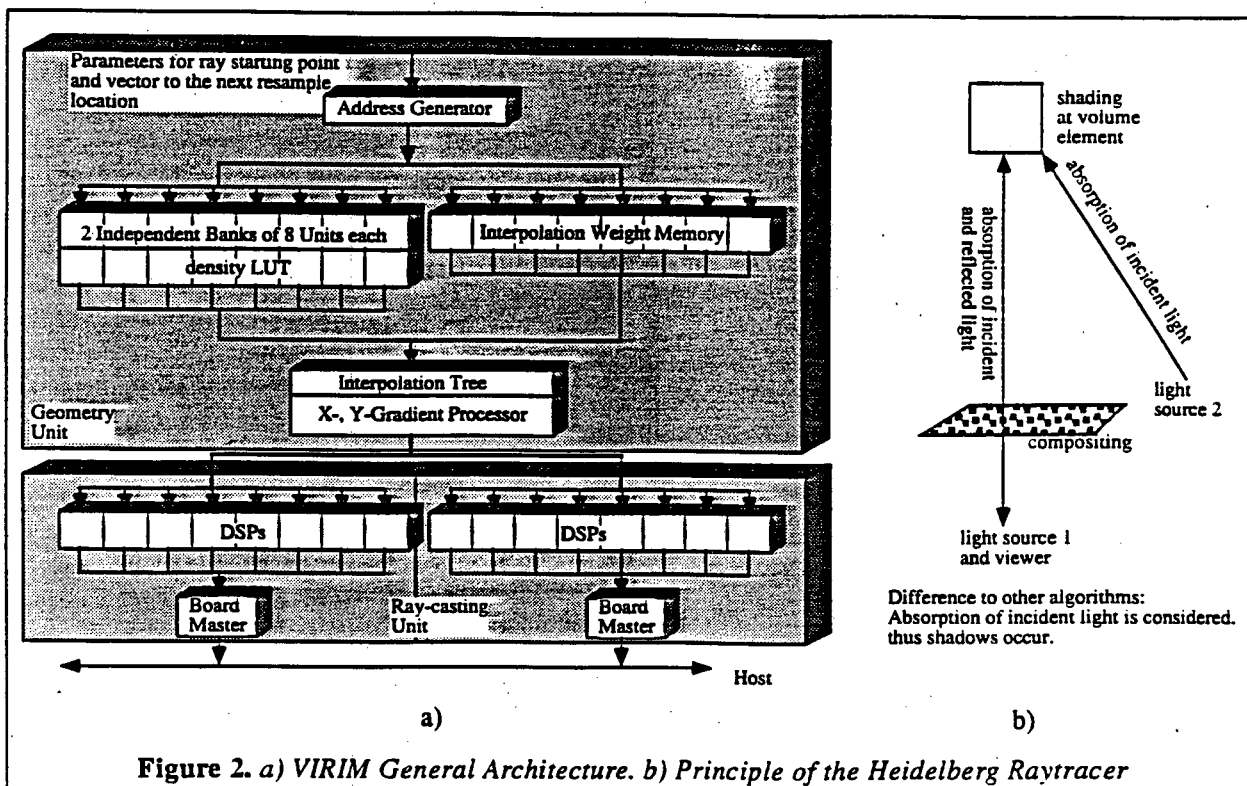 Parameters for ray starting point
and vector to the next resample
location
Address Generator
2 Independent Banks of 8 Units each
density LUT
Interpolation Weight Memory
Interpolation Tree
X-, Y-Gradient Processor
Geometry
Unit
DSPs
DSPs
Board
Master
Ray-casting
Unit
Board
Master
Host
a)
shading
at volume
element
absorption of incident
and reflected light
absorption of incident light
light
source 2
compositing
light source 1
and viewer
Difference to other algorithms:
Absorption of incident light is considered.
thus shadows occur.
b)
Figure 2. a) VIRIM General Architecture. b) Principle of the Heidelberg Raytracer